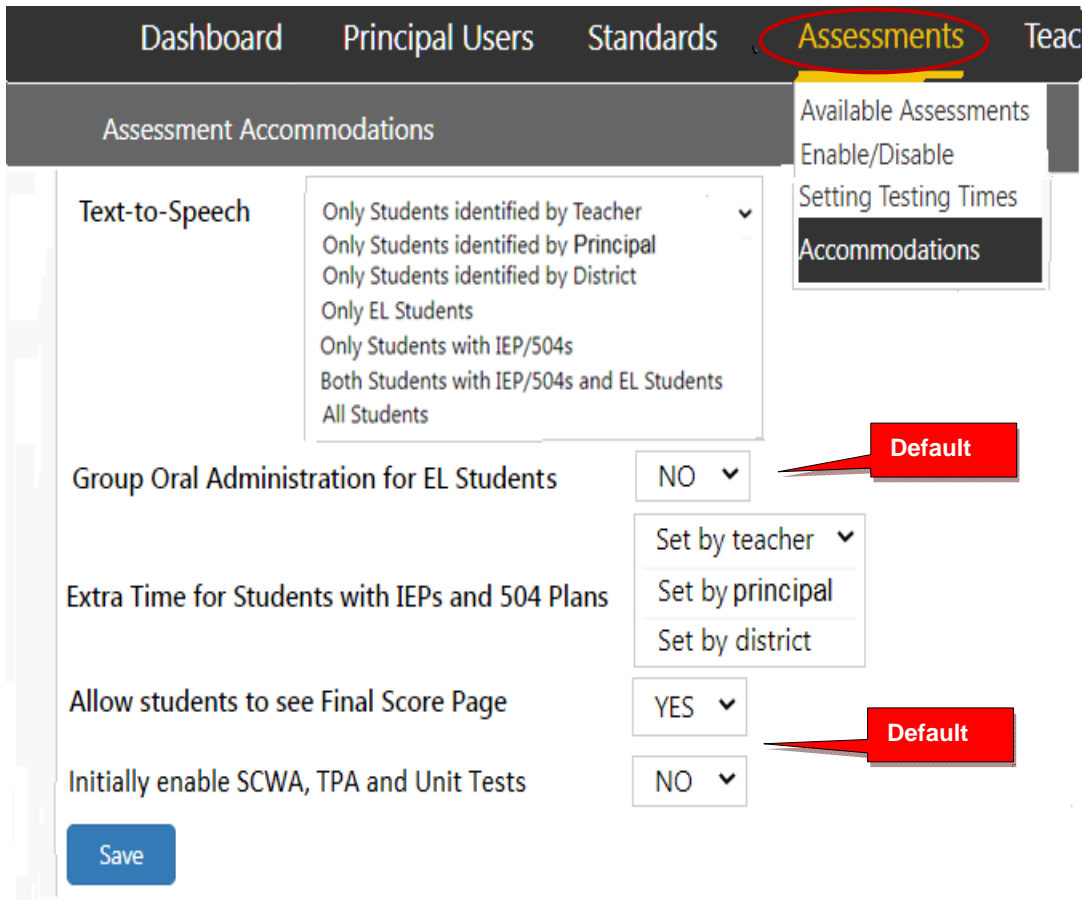 Dashboard Principal Users Standards Assessments Teac
Assessment Accommodations
Available Assessments
Enable/Disable
Setting Testing Times
Accommodations
Text-to-Speech
Only Students identified by Teacher
Only Students identified by Principal
Only Students identified by District
Only EL Students
Only Students with IEP/504s
Both Students with IEP/504s and EL Students
All Students
Group Oral Administration for EL Students NO
Default
Extra Time for Students with IEPs and 504 Plans
Set by teacher
Set by principal
Set by district
Allow students to see Final Score Page YES
Default
Initially enable SCWA, TPA and Unit Tests NO
Save